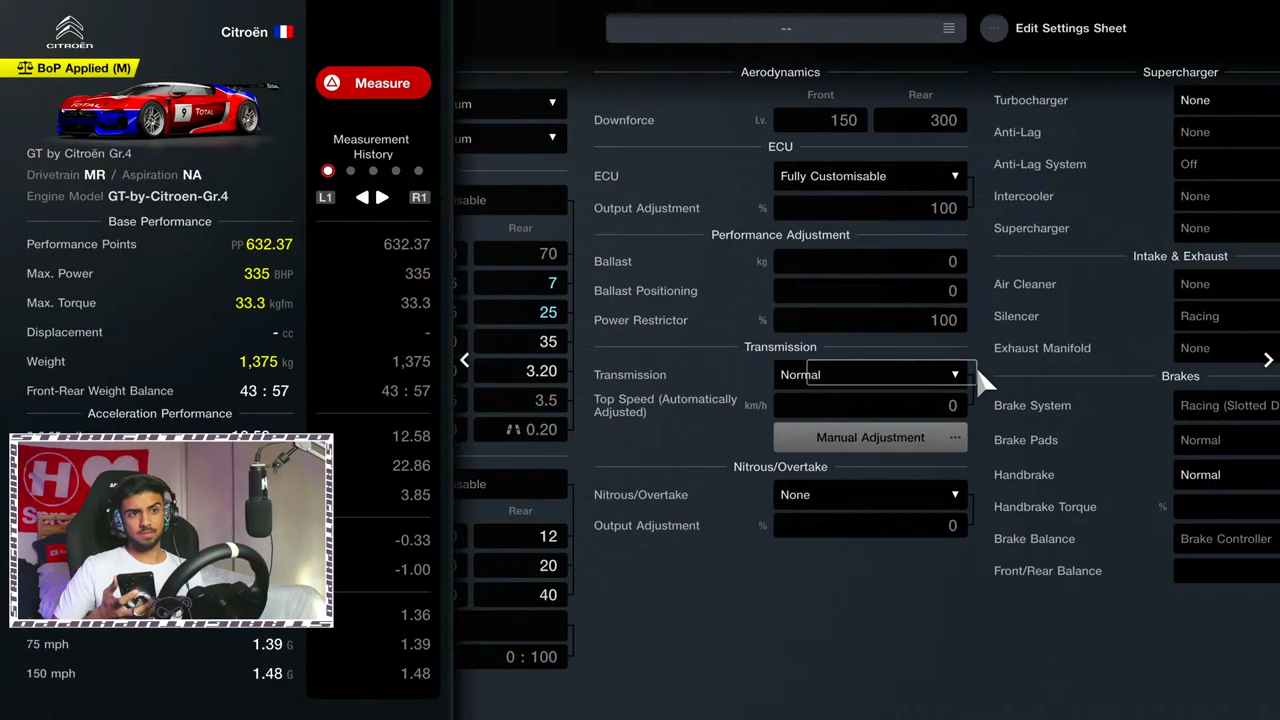 CITROËN
Citroën
BoP Applied (M)
9
TOTAL
GT by Citroën Gr.4
Drivetrain MR / Aspiration NA
Engine Model GT-by-Citroen-Gr.4
Base Performance
Performance Points PP 632.37
Max. Power 335 BHP
Max. Torque 33.3 kgfm
Displacement - cc
Weight 1,375 kg
Front-Rear Weight Balance 43 : 57
Acceleration Performance
75 mph 1.39 G
150 mph 1.48 G
Measure
Measurement
History
L1 R1
632.37
335
33.3
-
1,375
43 : 57
12.58
22.86
3.85
-0.33
-1.00
1.36
1.39
1.48
STRAIGHTUPHIPPO
um
um
sable
Rear
70
7
25
35
3.20
3.5
0.20
sable
Rear
12
20
40
0 : 100
--
Edit Settings Sheet
Aerodynamics
Front Rear
Downforce Lv. 150 300
ECU
ECU Fully Customisable
Output Adjustment % 100
Performance Adjustment
Ballast kg 0
Ballast Positioning 0
Power Restrictor % 100
Transmission
Transmission Normal
Top Speed (Automatically
Adjusted) km/h 0
Manual Adjustment ...
Nitrous/Overtake
Nitrous/Overtake None
Output Adjustment % 0
Supercharger
Turbocharger None
Anti-Lag None
Anti-Lag System Off
Intercooler None
Supercharger None
Intake & Exhaust
Air Cleaner None
Silencer Racing
Exhaust Manifold None
Brakes
Brake System Racing (Slotted D
Brake Pads Normal
Handbrake Normal
Handbrake Torque %
Brake Balance Brake Controller
Front/Rear Balance